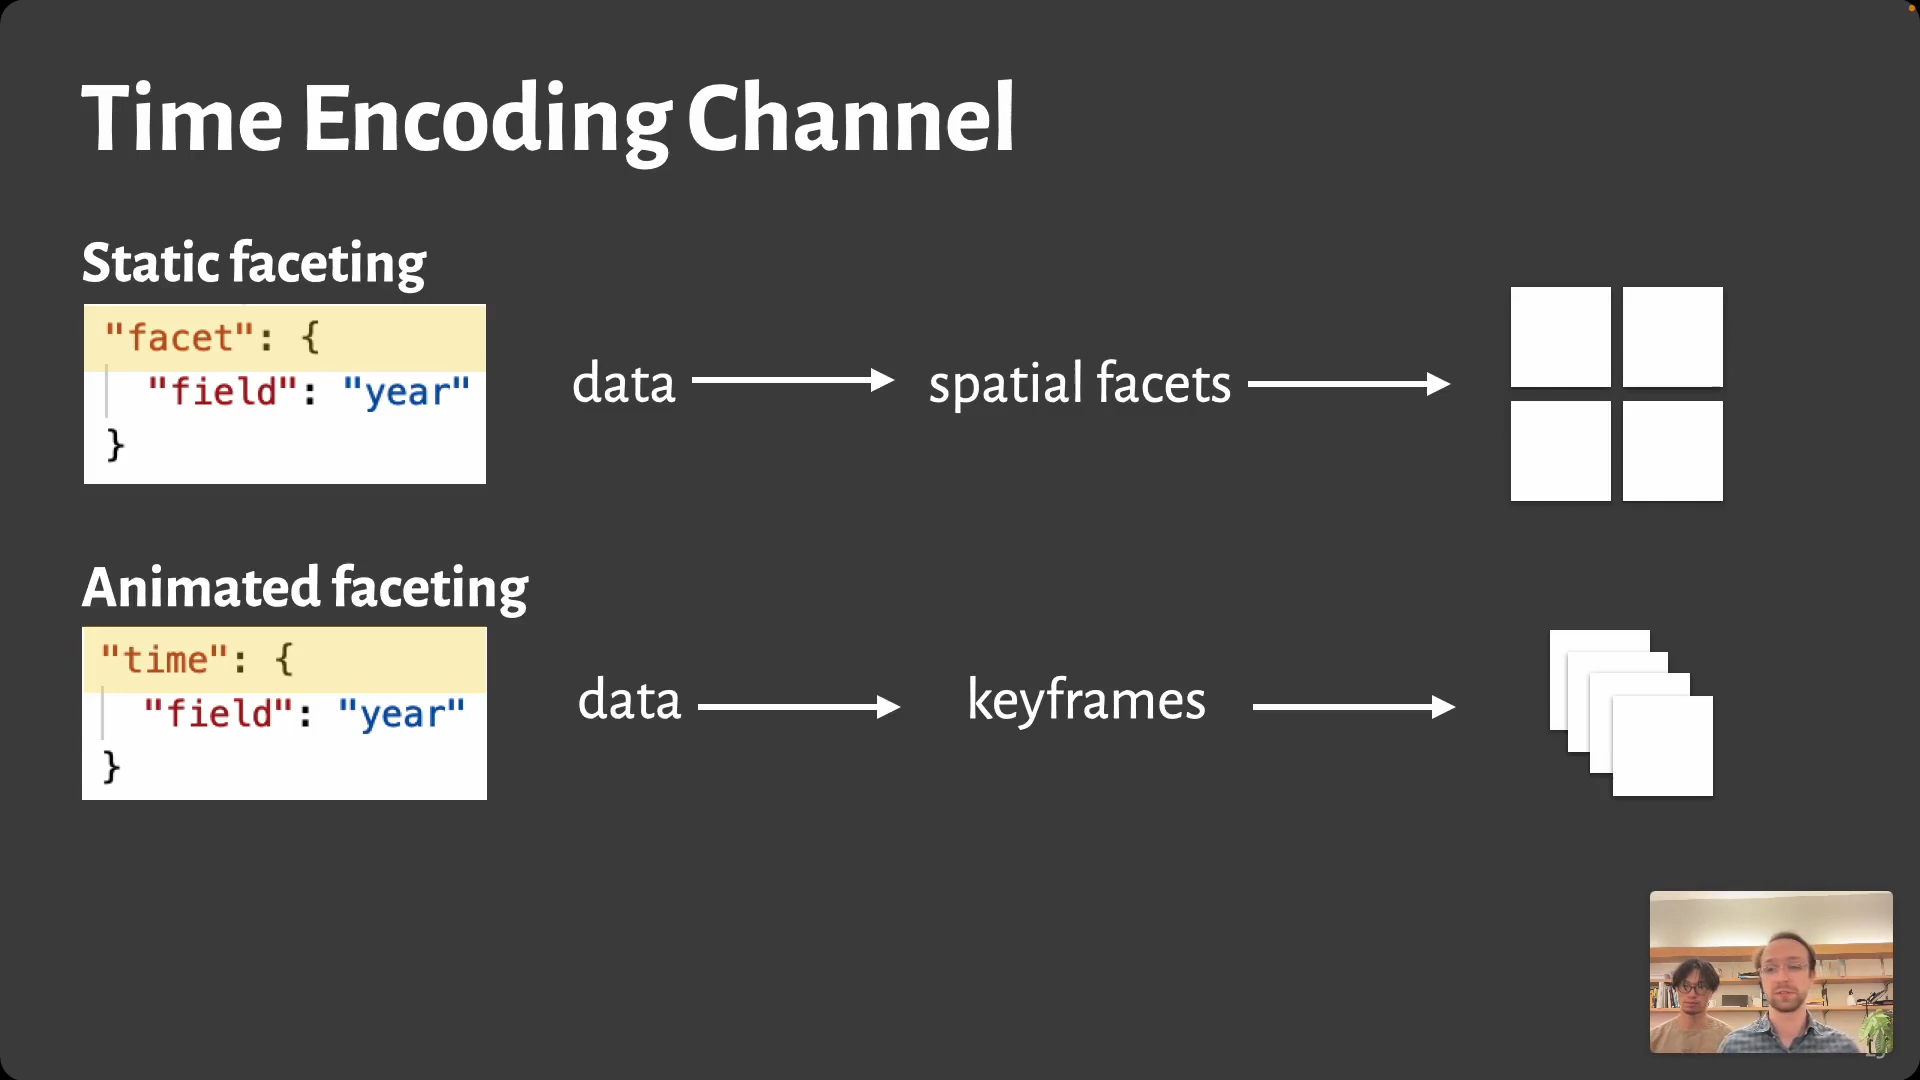 Time Encoding Channel
Static faceting
"facet": {
"field": "year"
}
data
spatial facets
Animated faceting
"time": {
"field": "year"
}
data
keyframes